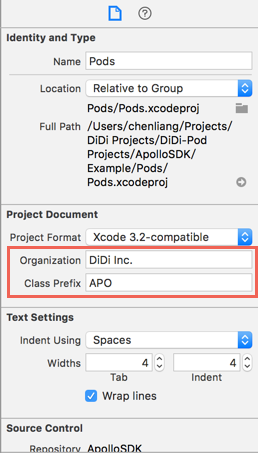 Identity and Type
Name Pods
Location Relative to Group
Pods/Pods.xcodeproj
Full Path /Users/chenliang/Projects/
DiDi Projects/DiDi-Pod
Projects/ApolloSDK/
Example/Pods/
Pods.xcodeproj
Project Document
Project Format Xcode 3.2-compatible
Organization DiDi Inc.
Class Prefix APO
Text Settings
Indent Using Spaces
Widths 4 4
Tab Indent
Wrap lines
Source Control
Repository ApolloSDK